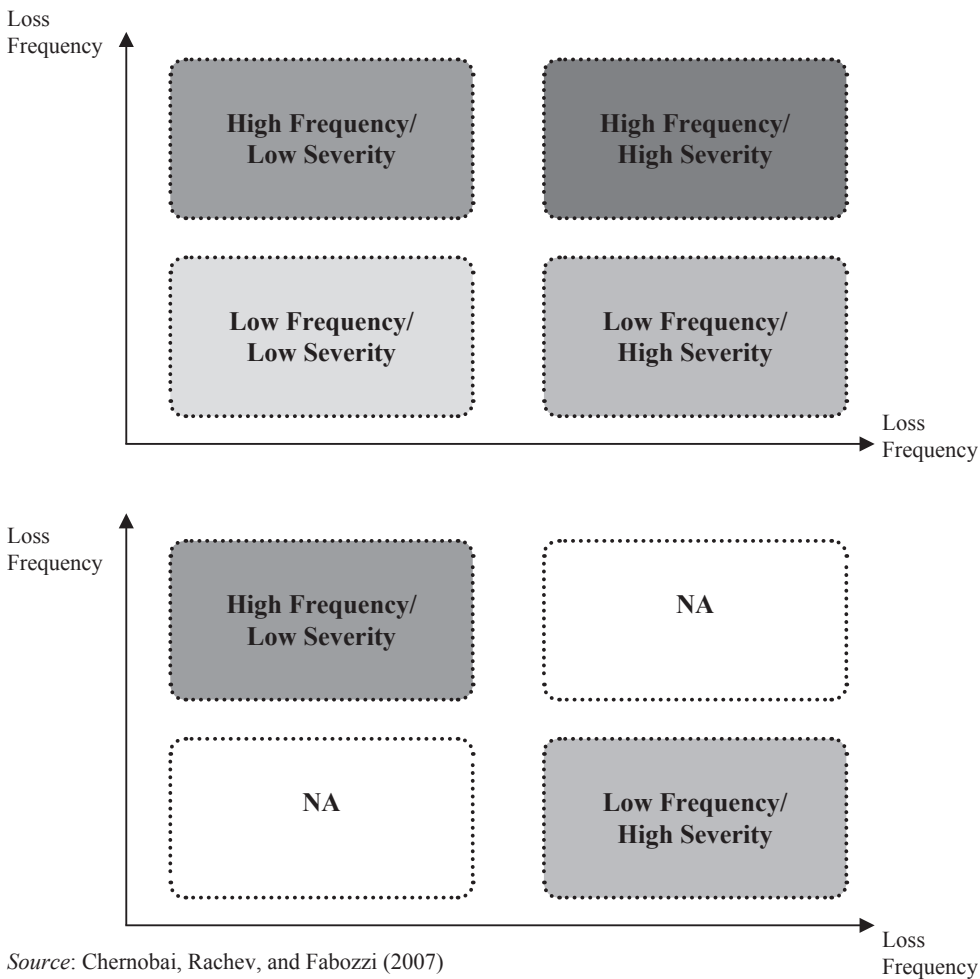 Loss
Frequency
High Frequency/
Low Severity
High Frequency/
High Severity
Low Frequency/
Low Severity
Low Frequency/
High Severity
Loss
Frequency
Loss
Frequency
High Frequency/
Low Severity
NA
NA
Low Frequency/
High Severity
Loss
Frequency
Source: Chernobai, Rachev, and Fabozzi (2007)